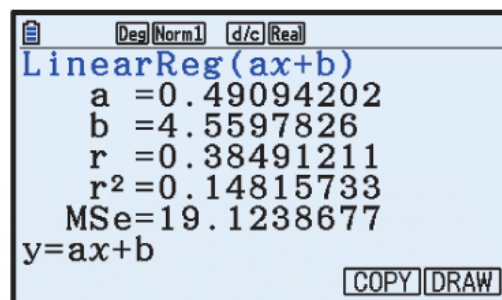 Deg Norm1 d/c Real
LinearReg(ax+b)
a =0.49094202
b =4.5597826
r =0.38491211
r²=0.14815733
MSe=19.1238677
y=ax+b
COPY DRAW